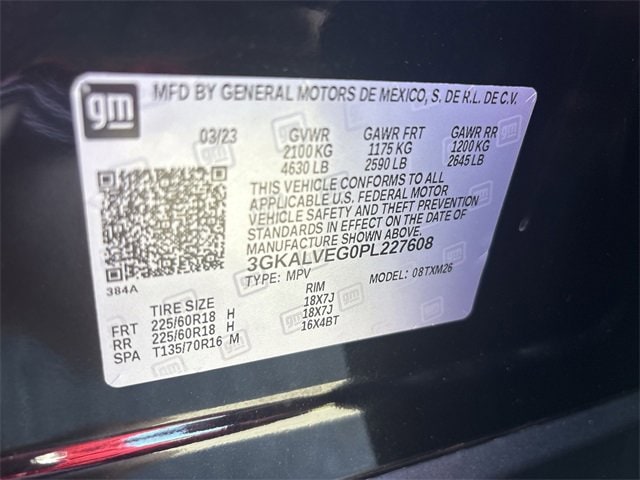 gm
MFD BY GENERAL MOTORS DE MEXICO, S. DE R.L. DE C.V.
03/23 GVWR GAWR FRT GAWR RR
2100 KG 1175 KG 1200 KG
4630 LB 2590 LB 2645 LB
THIS VEHICLE CONFORMS TO ALL
APPLICABLE U.S. FEDERAL MOTOR
VEHICLE SAFETY AND THEFT PREVENTION
STANDARDS IN EFFECT ON THE DATE OF
MANUFACTURE SHOWN ABOVE.
3GKALVEG0PL227608
TYPE: MPV MODEL: 08TXM26
384A
TIRE SIZE RIM
FRT 225/60R18 H 18X7J
RR 225/60R18 H 18X7J
SPA T135/70R16 M 16X4BT